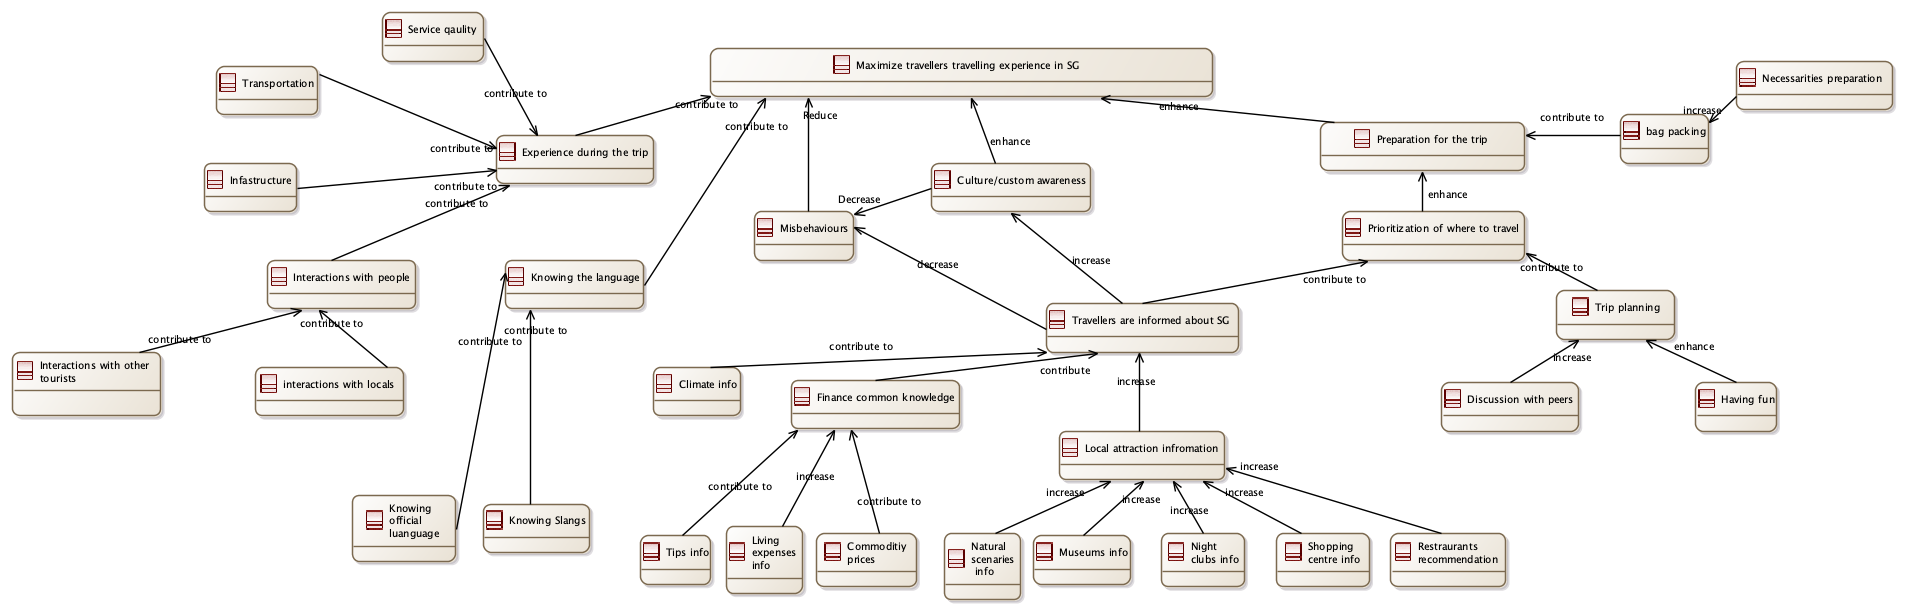 Service qaulity
Maximize travellers travelling experience in SG
Transportation
Necessarities preparation
contribute to
contribute to
contribute to
Reduce
enhance
increase
contribute to
bag packing
Preparation for the trip
enhance
contribute to
Experience during the trip
Infastructure
contribute to
contribute to
Culture/custom awareness
Decrease
enhance
Misbehaviours
Prioritization of where to travel
decrease
increase
contribute to
contribute to
Interactions with people
Knowing the language
Travellers are informed about SG
Trip planning
contribute to
contribute to
contribute to
contribute to
contribute to
contribute
increase
increase
enhance
Interactions with other
tourists
interactions with locals
Climate info
Finance common knowledge
Discussion with peers
Having fun
Local attraction infromation
contribute to
increase
contribute to
increase
increase
increase
increase
increase
Knowing
official
luanguage
Knowing Slangs
Tips info
Living
expenses
info
Commoditiy
prices
Natural
scenaries
info
Museums info
Night
clubs info
Shopping
centre info
Restraurants
recommendation